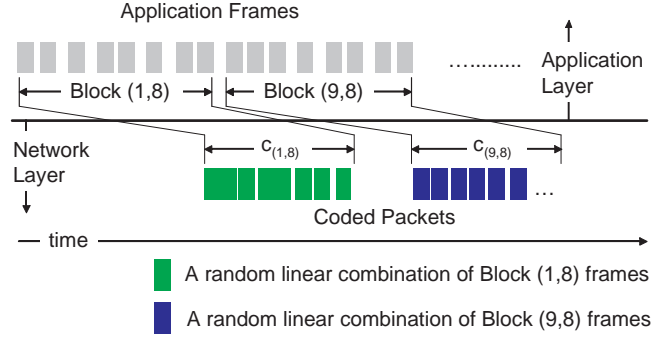 Application Frames
Block (1,8)
Block (9,8)
............
Application
Layer
Network
Layer
c(1,8)
c(9,8)
...
Coded Packets
time
A random linear combination of Block (1,8) frames
A random linear combination of Block (9,8) frames